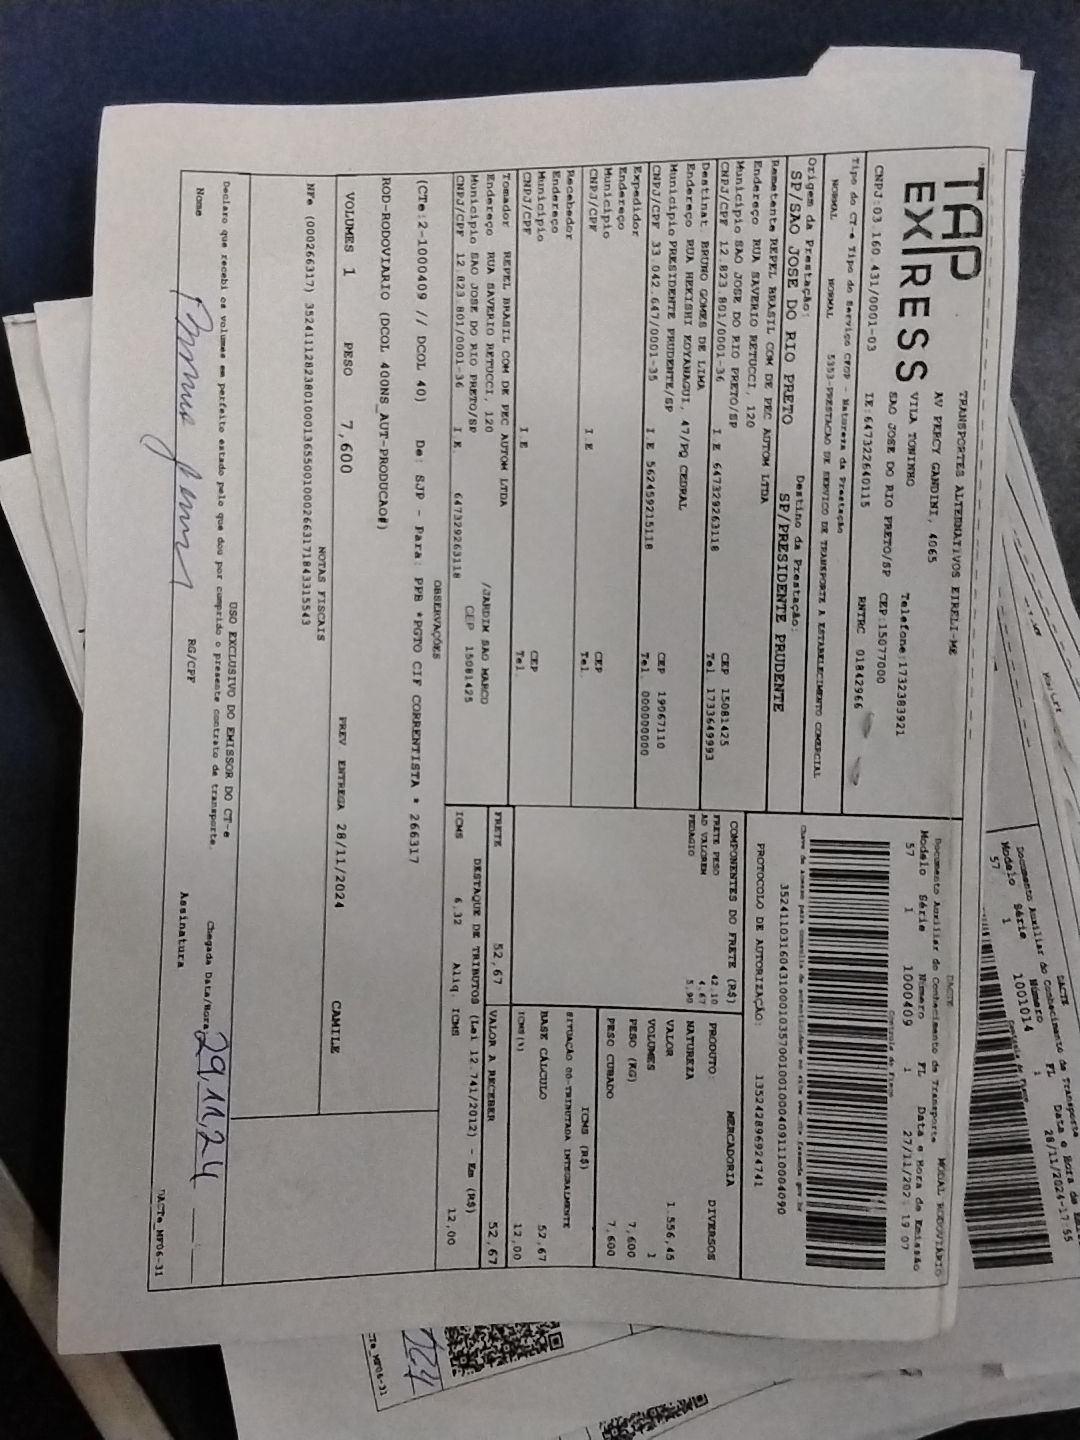 TAP
EXPRESS
TRANSPORTES ALTERNATIVOS EIRELI-ME
AV PERCY GANDINI, 4065
VILA TONINHO Telefone:1732383921
SAO JOSE DO RIO PRETO/SP CEP:15077000
CNPJ:03.160.431/0001-03 IE:647322640115 RNTRC 01842966
Tipo do CT-e Tipo do Serviço CFOP - Natureza da Prestação
NORMAL NORMAL 5353-PRESTACAO DE SERVICO DE TRANSPORTE A ESTABELECIMENTO COMERCIAL
Origem da Prestação: Destino da Prestação:
SP/SAO JOSE DO RIO PRETO SP/PRESIDENTE PRUDENTE
Remetente REPEL BRASIL COM DE PEC AUTOM LTDA
Endereço RUA SAVERIO RETUCCI, 120
Municipio SAO JOSE DO RIO PRETO/SP CEP 15081425
CNPJ/CPF 12.823.801/0001-36 I.E 647329263118 Tel 1733649993
Destinat. BRUNO GOMES DE LIMA
Endereço RUA HEKISHI KOYANAGUI, 47/PQ CEDRAL
Municipio PRESIDENTE PRUDENTE/SP CEP 19067110
CNPJ/CPF 33.042.647/0001-35 I.E 562459215118 Tel 0000000000
Expedidor
Endereço
Municipio CEP
CNPJ/CPF I.E Tel.
Recebedor
Endereço
Municipio CEP
CNPJ/CPF I.E Tel.
Tomador REPEL BRASIL COM DE PEC AUTOM LTDA
Endereço RUA SAVERIO RETUCCI, 120 /JARDIM SAO MARCO
Municipio SAO JOSE DO RIO PRETO/SP CEP 15081425
CNPJ/CPF 12.823.801/0001-36 I.E. 647329263118
DACTE MODAL RODOVIÁRIO
Documento Auxiliar do Conhecimento de Transporte
Modelo Série Número FL Data e Hora de Emissão
57 1 1000409 1 27/11/202 19 07
Controle do Fisco
Chave de acesso para consulta de autenticidade no site www.cte.fazenda.gov.br
35241103160431000103570010010004091110004090
PROTOCOLO DE AUTORIZAÇÃO: 135242896924741
COMPONENTES DO FRETE (R$)
FRETE PESO 42,10
AD VALOREM 4,67
PEDAGIO 5,90
MERCADORIA
PRODUTO: DIVERSOS
NATUREZA
VALOR 1.556,45
VOLUMES 1
PESO (KG) 7,600
PESO CUBADO 7,600
ICMS (R$)
SITUAÇÃO 00-TRIBUTADA INTEGRALMENTE
BASE CÁLCULO 52,67
ICMS(%) 12,00
FRETE 52,67 VALOR A RECEBER 52,67
DESTAQUE DE TRIBUTOS (Lei 12.741/2012) - Em (R$)
ICMS 6,32 Aliq. ICMS 12,00
OBSERVAÇÕES
(CTe:2-1000409 // DCOL 40) De: SJP - Para: PPB *PGTO CIF CORRENTISTA * 266317
ROD-RODOVIARIO (DCOL 400NS_AUT-PRODUCAO#)
VOLUMES 1 PESO 7,600 PREV ENTREGA 28/11/2024 CAMILE
NOTAS FISCAIS
NFe (000266317) 35241112823801000136550010002663171843315543
USO EXCLUSIVO DO EMISSOR DO CT-e
Declaro que recebi os volumes em perfeito estado pelo que dou por cumprido o presente contrato de transporte.
Chegada Data/Hora 29,11,24
Nome RG/CPF Assinatura
DACTe_MF06-31
DACTE
Documento Auxiliar do Conhecimento de Transporte
Modelo Série Número FL Data e Hora de
57 1 1001014 1 28/11/2024-17:55